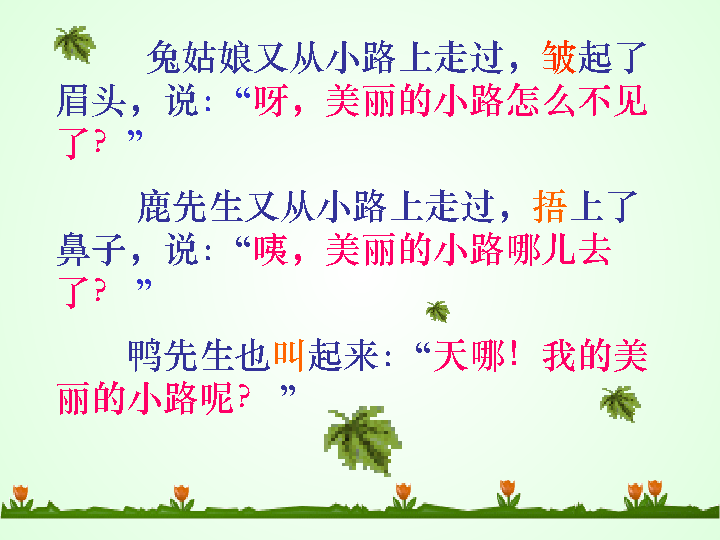 兔姑娘又从小路上走过，皱起了
眉头，说：“呀，美丽的小路怎么不见
了？”
鹿先生又从小路上走过，捂上了
鼻子，说：“咦，美丽的小路哪儿去
了？ ”
鸭先生也叫起来：“天哪！我的美
丽的小路呢？ ”